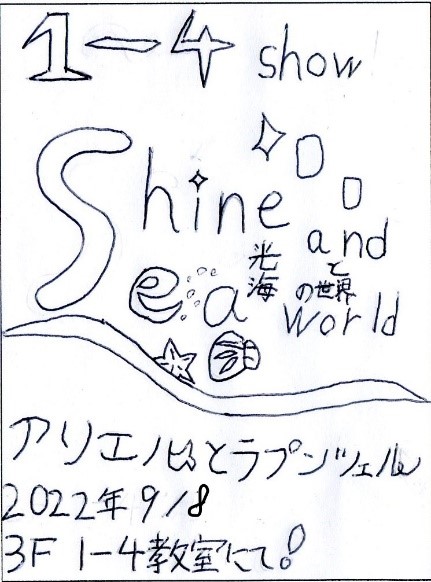 1-4 show
Shine and
Sea world
光と
海の世界
アリエルとラプンツェル
2022年9/8
3F 1-4教室にて!